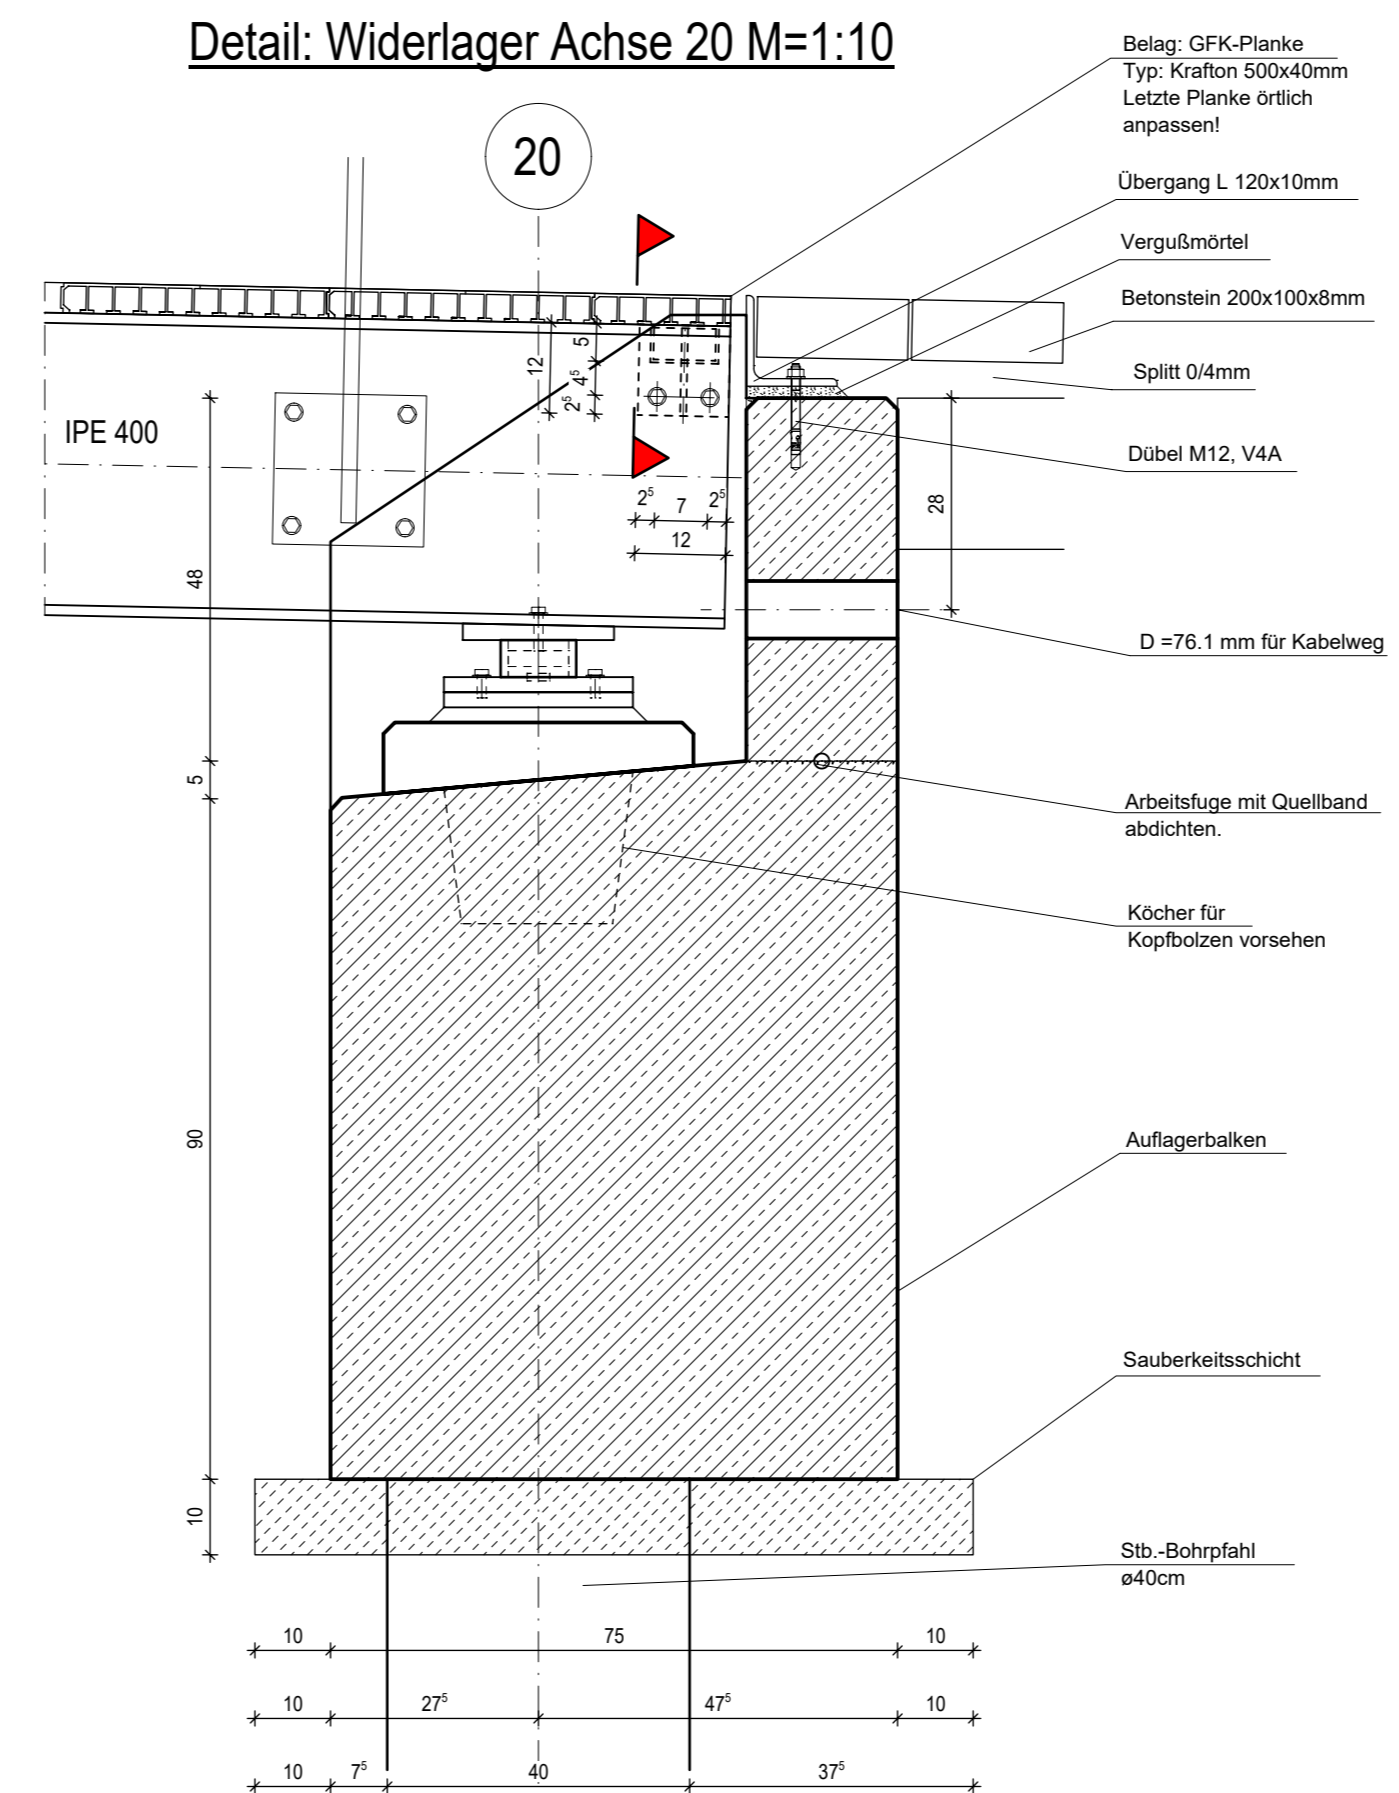 Detail: Widerlager Achse 20 M=1:10
Belag: GFK-Planke
Typ: Krafton 500x40mm
Letzte Planke örtlich
anpassen!
20
Übergang L 120x10mm
Vergußmörtel
Betonstein 200x100x8mm
Splitt 0/4mm
IPE 400
12
5
4⁵
2⁵
Dübel M12, V4A
2⁵ 7 2⁵
12
28
48
D =76.1 mm für Kabelweg
5
Arbeitsfuge mit Quellband
abdichten.
Köcher für
Kopfbolzen vorsehen
90
Auflagerbalken
Sauberkeitsschicht
10
Stb.-Bohrpfahl
ø40cm
10 75 10
10 27⁵ 47⁵ 10
10 7⁵ 40 37⁵